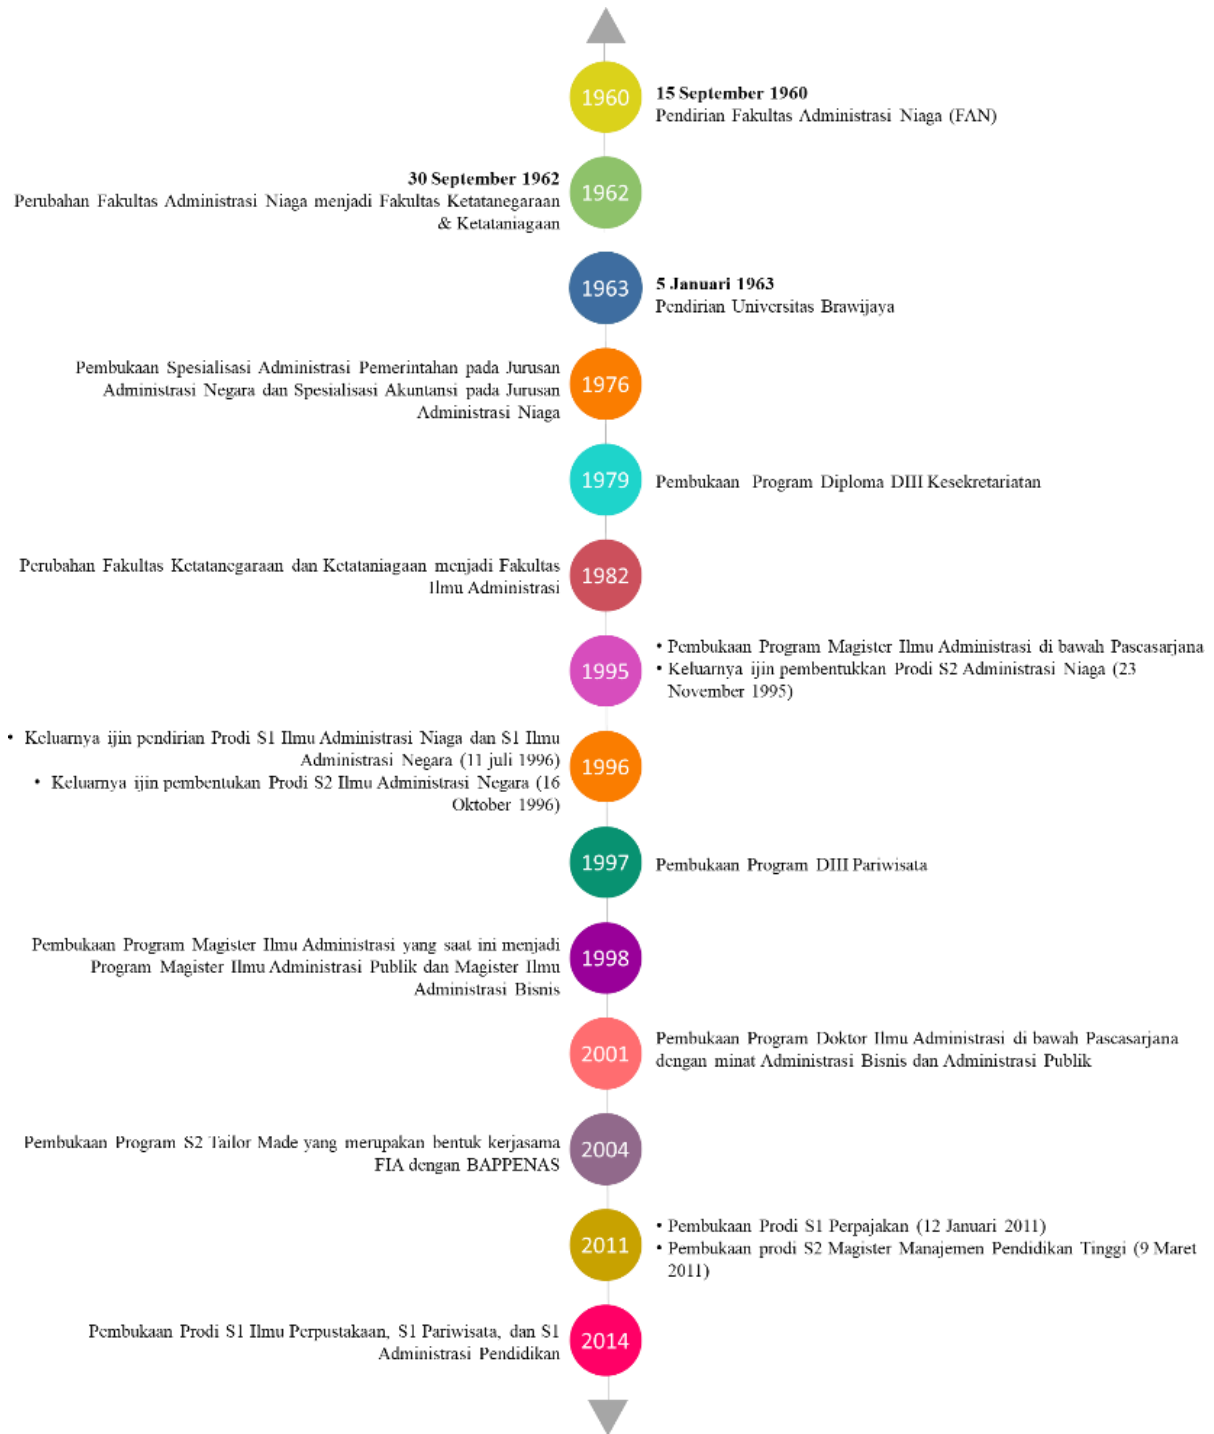 1960
15 September 1960
Pendirian Fakultas Administrasi Niaga (FAN)
30 September 1962
Perubahan Fakultas Administrasi Niaga menjadi Fakultas Ketatanegaraan
& Ketataniagaan
1962
1963
5 Januari 1963
Pendirian Universitas Brawijaya
Pembukaan Spesialisasi Administrasi Pemerintahan pada Jurusan
Administrasi Negara dan Spesialisasi Akuntansi pada Jurusan
Administrasi Niaga
1976
1979
Pembukaan Program Diploma DIII Kesekretariatan
Perubahan Fakultas Ketatanegaraan dan Ketataniagaan menjadi Fakultas
Ilmu Administrasi
1982
1995
• Pembukaan Program Magister Ilmu Administrasi di bawah Pascasarjana
• Keluarnya ijin pembentukkan Prodi S2 Administrasi Niaga (23
November 1995)
• Keluarnya ijin pendirian Prodi S1 Ilmu Administrasi Niaga dan S1 Ilmu
Administrasi Negara (11 juli 1996)
• Keluarnya ijin pembentukan Prodi S2 Ilmu Administrasi Negara (16
Oktober 1996)
1996
1997
Pembukaan Program DIII Pariwisata
Pembukaan Program Magister Ilmu Administrasi yang saat ini menjadi
Program Magister Ilmu Administrasi Publik dan Magister Ilmu
Administrasi Bisnis
1998
2001
Pembukaan Program Doktor Ilmu Administrasi di bawah Pascasarjana
dengan minat Administrasi Bisnis dan Administrasi Publik
Pembukaan Program S2 Tailor Made yang merupakan bentuk kerjasama
FIA dengan BAPPENAS
2004
2011
• Pembukaan Prodi S1 Perpajakan (12 Januari 2011)
• Pembukaan prodi S2 Magister Manajemen Pendidikan Tinggi (9 Maret
2011)
Pembukaan Prodi S1 Ilmu Perpustakaan, S1 Pariwisata, dan S1
Administrasi Pendidikan
2014